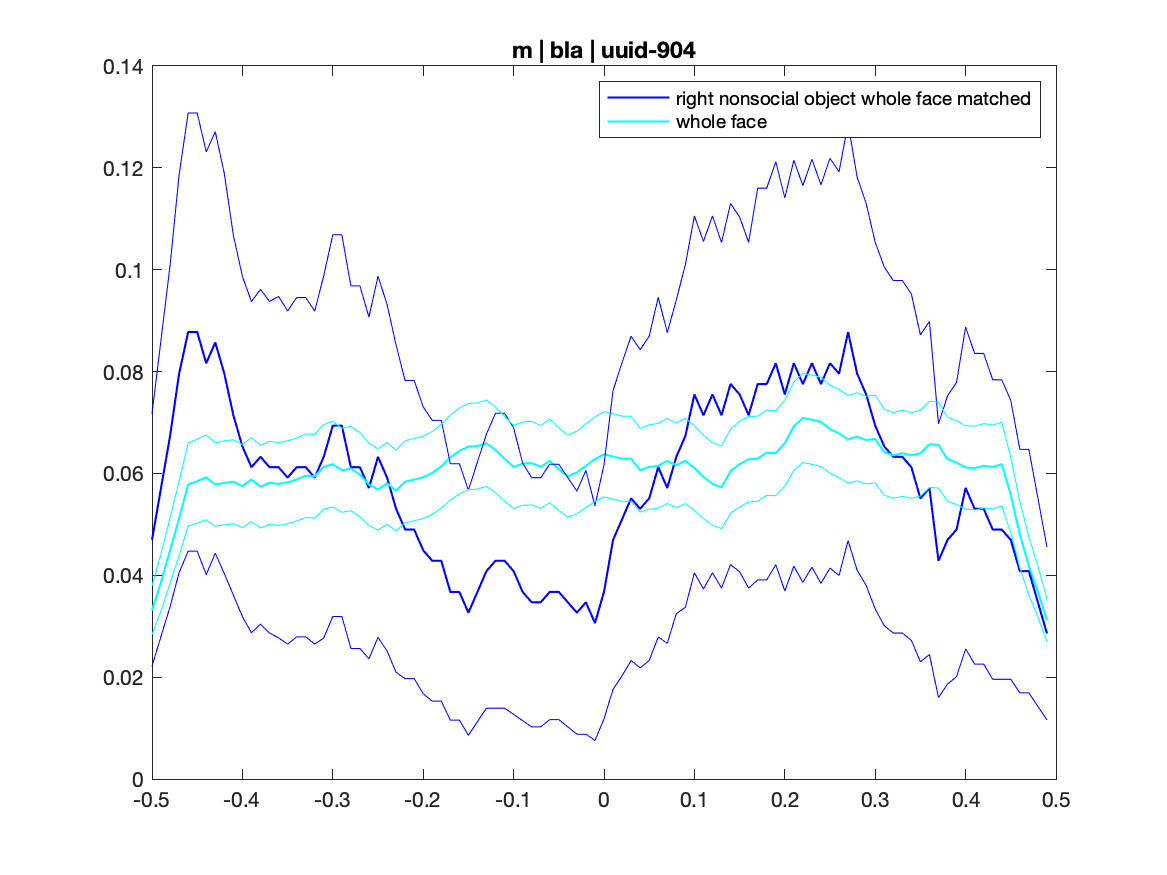 m | bla | uuid-904
right nonsocial object whole face matched
whole face
0.14
0.12
0.1
0.08
0.06
0.04
0.02
0
-0.5 -0.4 -0.3 -0.2 -0.1 0 0.1 0.2 0.3 0.4 0.5